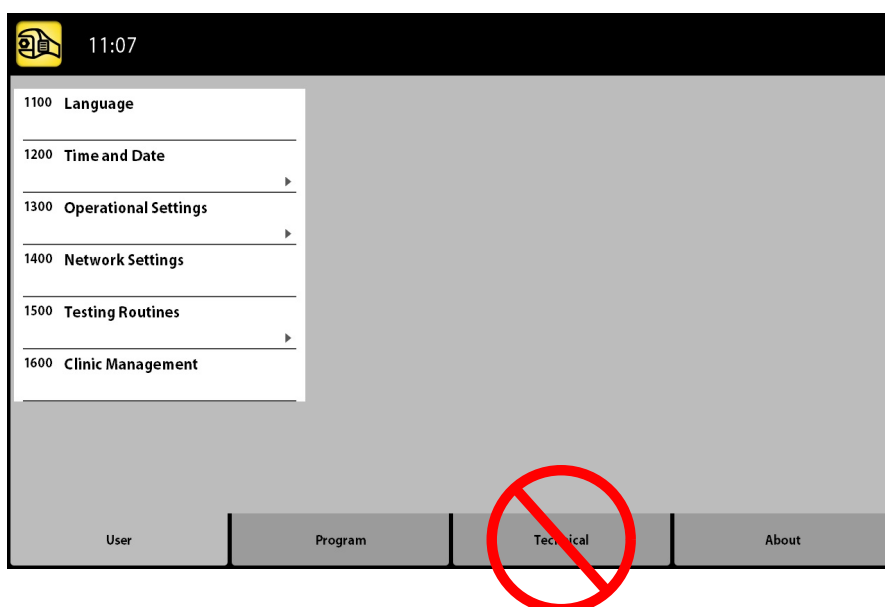 11:07
1100 Language
1200 Time and Date
1300 Operational Settings
1400 Network Settings
1500 Testing Routines
1600 Clinic Management
User Program Technical About